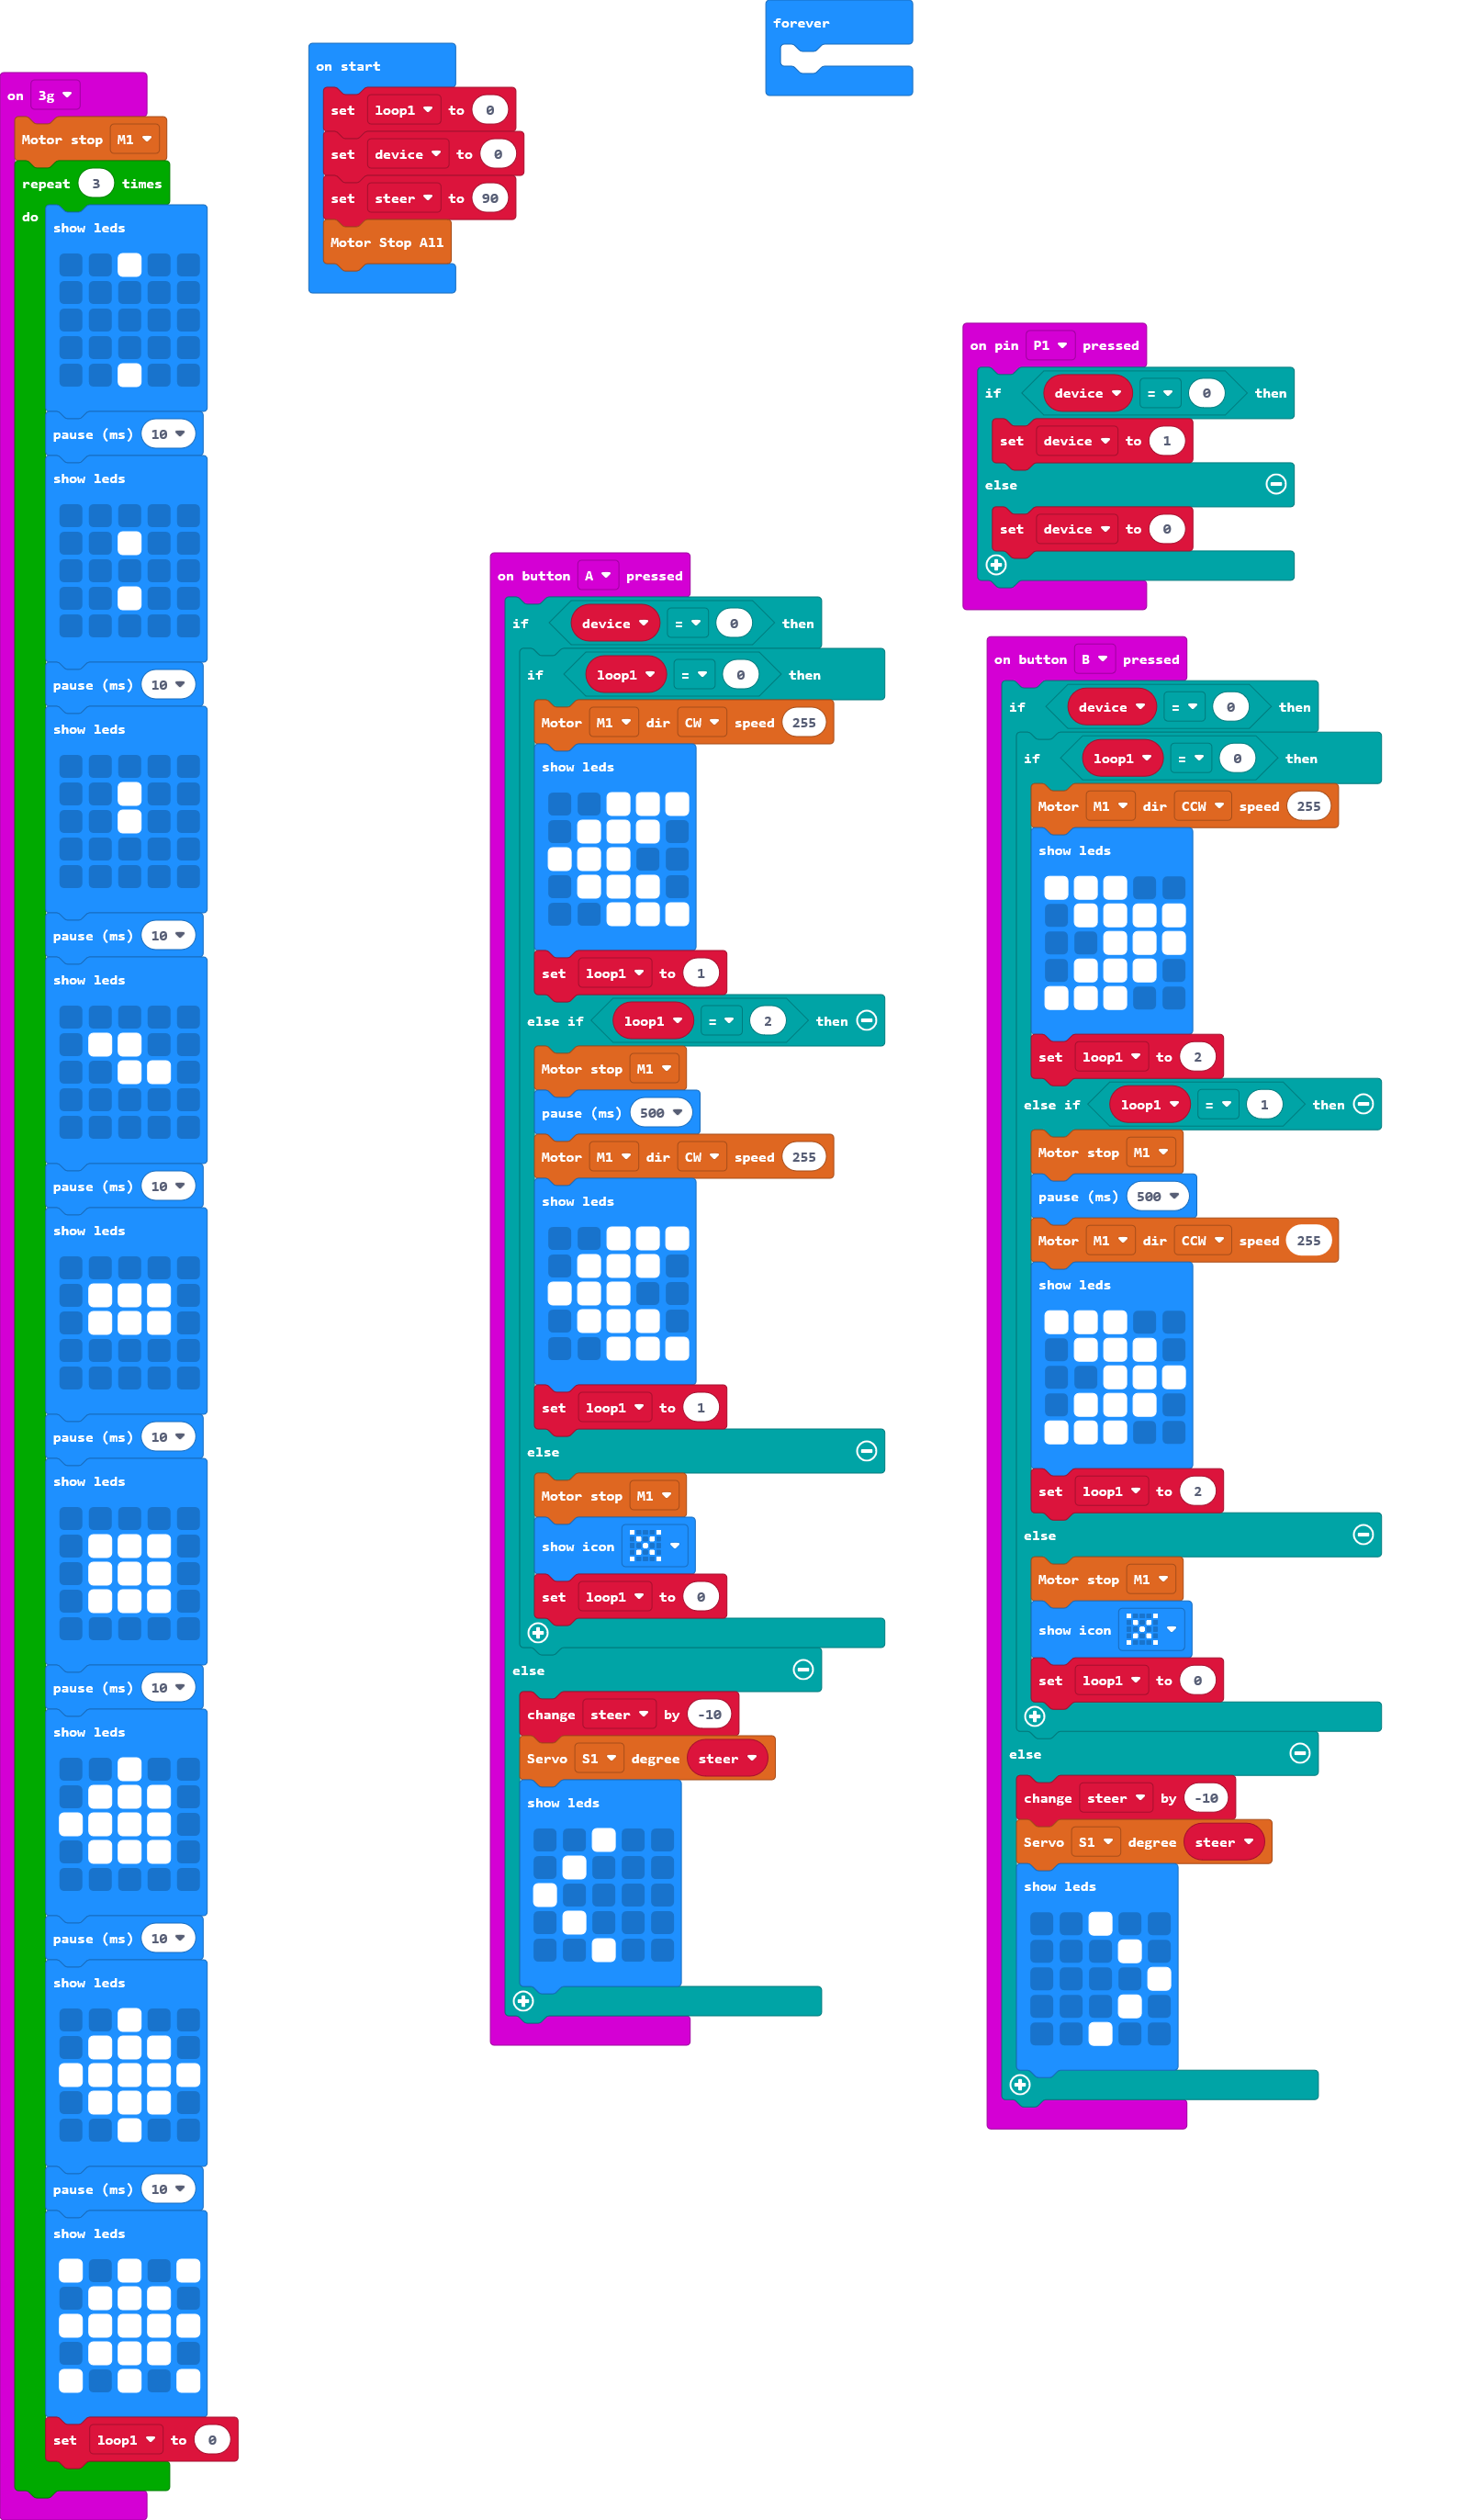 forever
on start
set loop1 to 0
set device to 0
set steer to 90
Motor Stop All
on 3g
Motor stop M1
repeat 3 times
do
show leds
pause (ms) 10
show leds
pause (ms) 10
show leds
pause (ms) 10
show leds
pause (ms) 10
show leds
pause (ms) 10
show leds
pause (ms) 10
show leds
pause (ms) 10
show leds
pause (ms) 10
show leds
set loop1 to 0
on button A pressed
if device = 0 then
if loop1 = 0 then
Motor M1 dir CW speed 255
show leds
set loop1 to 1
else if loop1 = 2 then
Motor stop M1
pause (ms) 500
Motor M1 dir CW speed 255
show leds
set loop1 to 1
else
Motor stop M1
show icon
set loop1 to 0
else
change steer by -10
Servo S1 degree steer
show leds
on pin P1 pressed
if device = 0 then
set device to 1
else
set device to 0
on button B pressed
if device = 0 then
if loop1 = 0 then
Motor M1 dir CCW speed 255
show leds
set loop1 to 2
else if loop1 = 1 then
Motor stop M1
pause (ms) 500
Motor M1 dir CCW speed 255
show leds
set loop1 to 2
else
Motor stop M1
show icon
set loop1 to 0
else
change steer by -10
Servo S1 degree steer
show leds